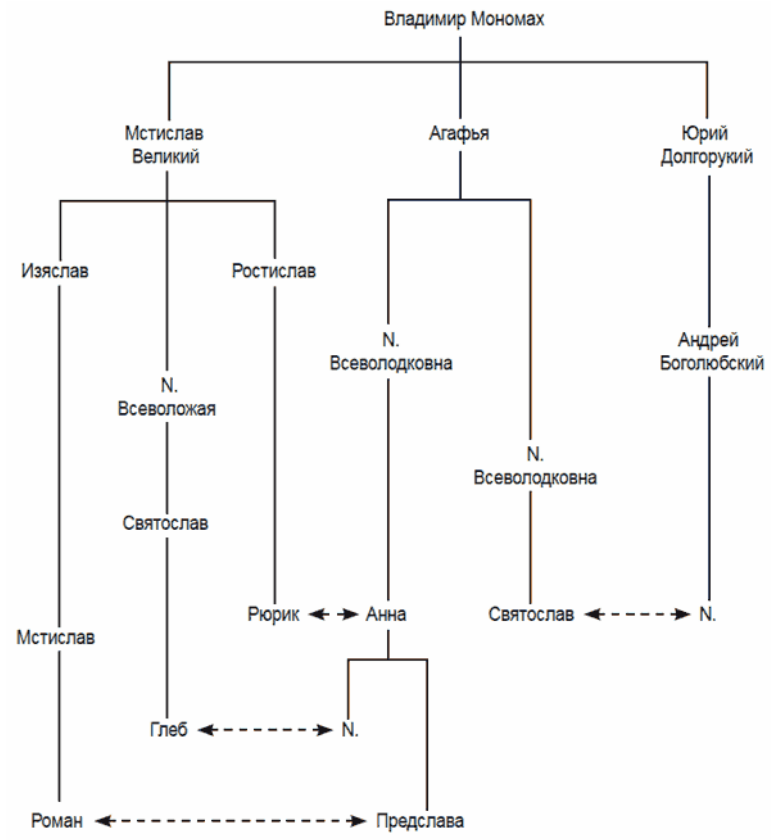 Владимир Мономах
Мстислав
Великий
Агафья
Юрий
Долгорукий
Изяслав
Ростислав
N.
Всеволодковна
Андрей
Боголюбский
N.
Всеволожая
N.
Всеволодковна
Святослав
Рюрик
Анна
Святослав
N.
Мстислав
Глеб
N.
Роман
Предслава